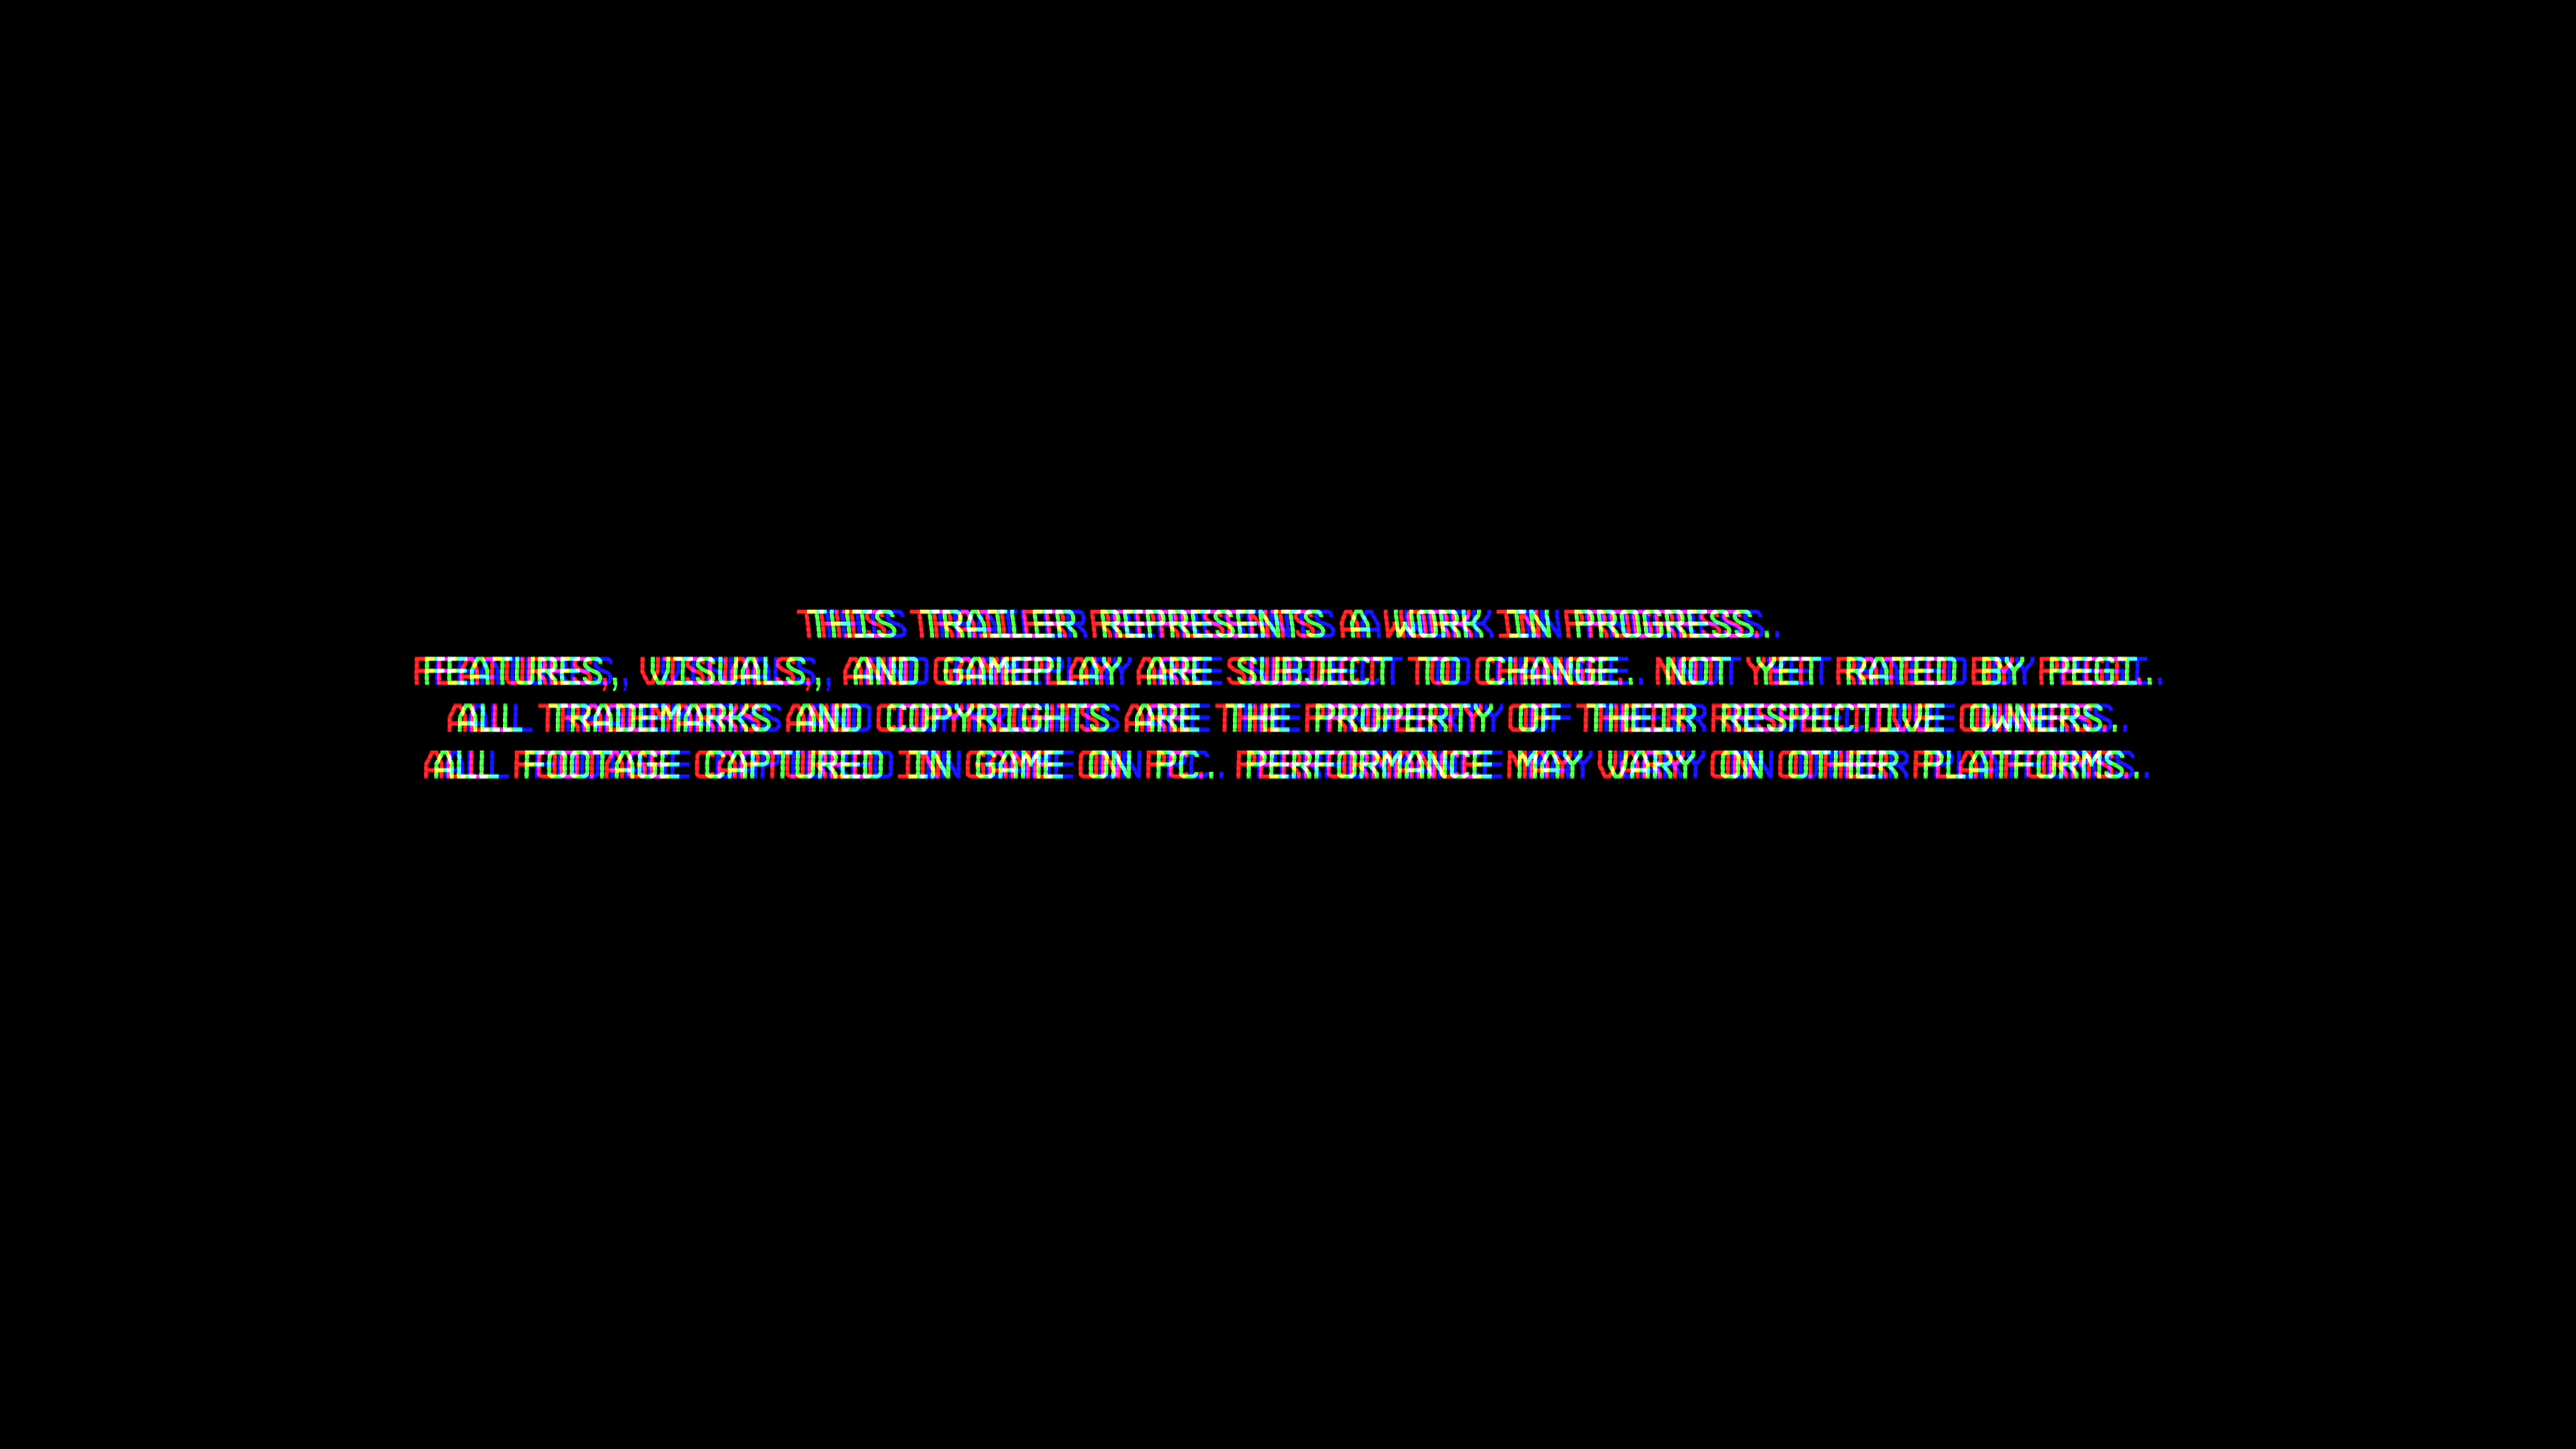 THIS TRAILER REPRESENTS A WORK IN PROGRESS.
FEATURES, VISUALS, AND GAMEPLAY ARE SUBJECT TO CHANGE. NOT YET RATED BY PEGI.
ALL TRADEMARKS AND COPYRIGHTS ARE THE PROPERTY OF THEIR RESPECTIVE OWNERS.
ALL FOOTAGE CAPTURED IN GAME ON PC. PERFORMANCE MAY VARY ON OTHER PLATFORMS.